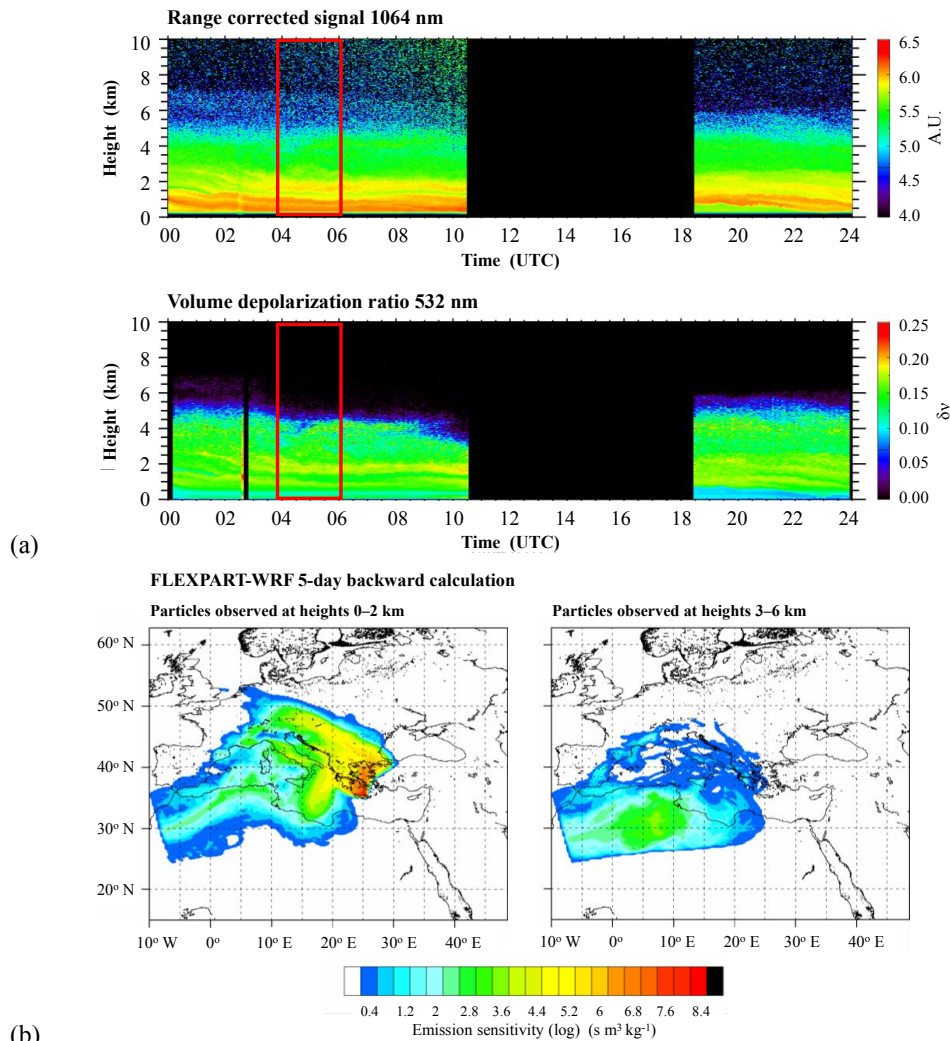 Range corrected signal 1064 nm
10
8
6
4
2
0
Height (km)
00 02 04 06 08 10 12 14 16 18 20 22 24
Time (UTC)
6.5
6.0
5.5
5.0
4.5
4.0
A.U.
Volume depolarization ratio 532 nm
10
8
6
4
2
0
Height (km)
00 02 04 06 08 10 12 14 16 18 20 22 24
Time (UTC)
0.25
0.20
0.15
0.10
0.05
0.00
δν
(a)
FLEXPART-WRF 5-day backward calculation
Particles observed at heights 0–2 km
Particles observed at heights 3–6 km
60° N
50° N
40° N
30° N
20° N
10° W 0° 10° E 20° E 30° E 40° E
10° W 0° 10° E 20° E 30° E 40° E
0.4 1.2 2 2.8 3.6 4.4 5.2 6 6.8 7.6 8.4
Emission sensitivity (log) (s m³ kg⁻¹)
(b)